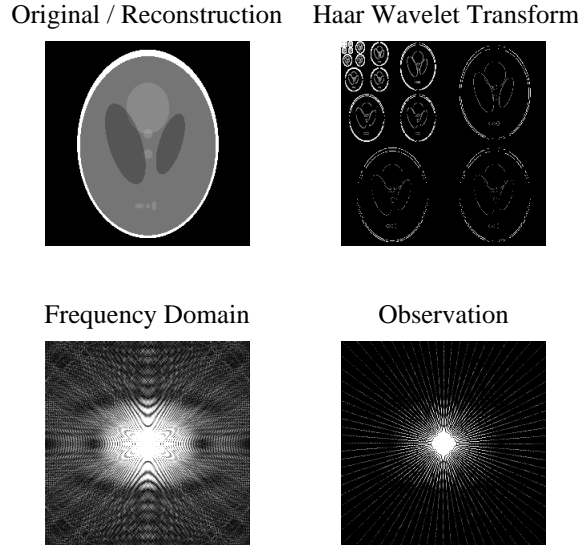 Original / Reconstruction
Haar Wavelet Transform
Frequency Domain
Observation